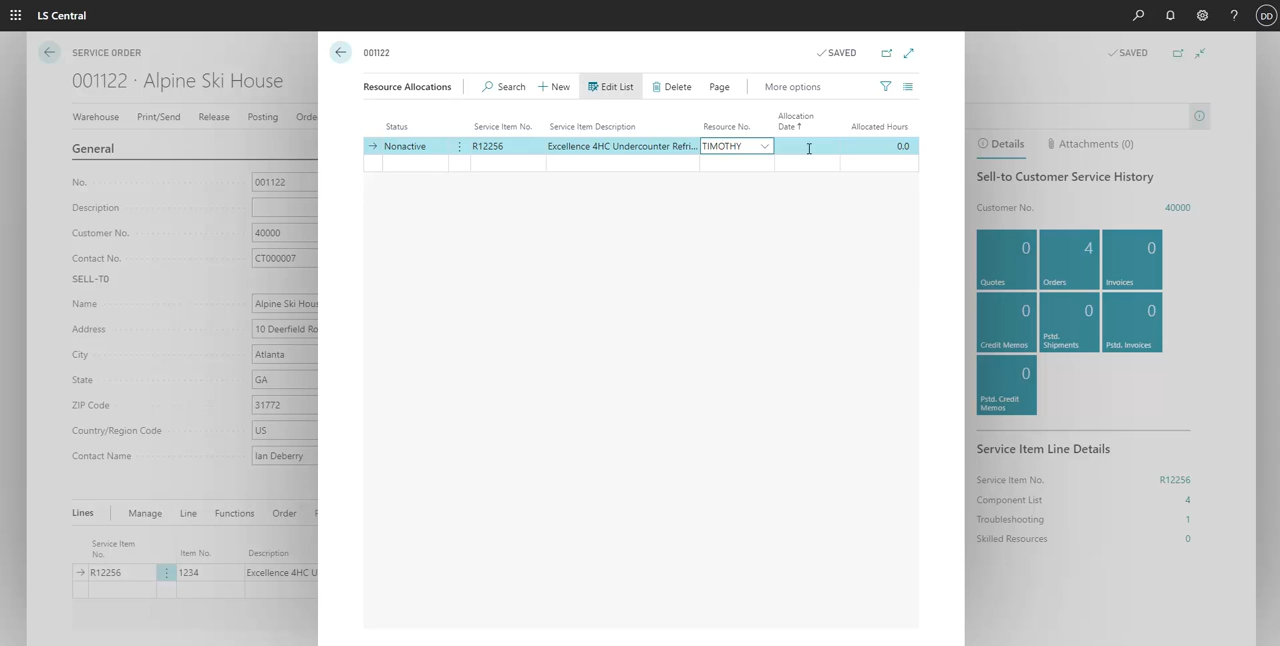 LS Central
DD
SERVICE ORDER
001122 · Alpine Ski House
Warehouse Print/Send Release Posting
General
No. 001122
Description
Customer No. 40000
Contact No. CT000007
SELL-TO
Name
Address
City Atlanta
State GA
ZIP Code 31772
Country/Region Code US
Contact Name Ian Deberry
Lines Manage Line Functions Order
Service Item
No. Item No. Description
R12256 1234 Excellence 4HC
001122 SAVED
Resource Allocations Search New Edit List Delete Page More options
Status Service Item No. Service Item Description Resource No. Allocation
Date Allocated Hours
Nonactive R12256 Excellence 4HC Undercounter Refri... TIMOTHY 0.0
SAVED
Details Attachments (0)
Sell-to Customer Service History
Customer No. 40000
0 4 0
Quotes Orders Invoices
0 0 0
Credit Memos Pstd.
Shipments Pstd. Invoices
0
Pstd. Credit
Memos
Service Item Line Details
Service Item No. R12256
Component List 4
Troubleshooting 1
Skilled Resources 0